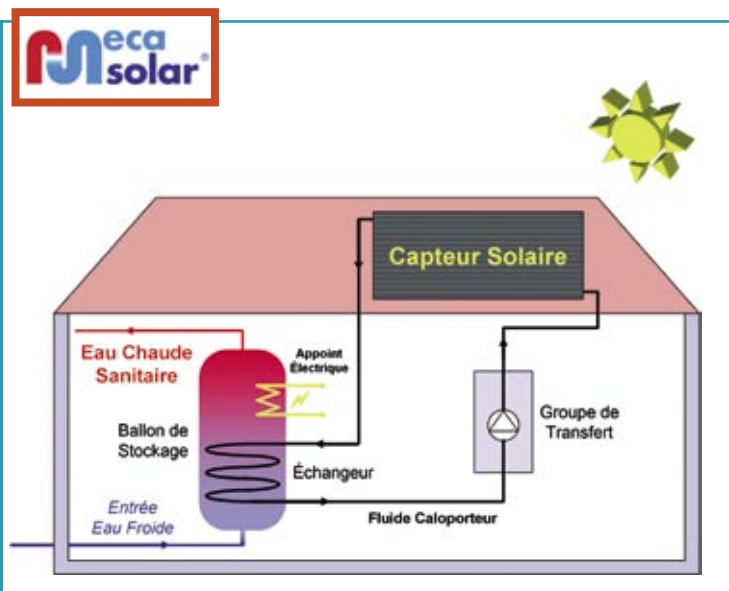 Meca
solar®
Capteur Solaire
Eau Chaude
Sanitaire
Appoint
Électrique
Ballon de
Stockage
Échangeur
Groupe de
Transfert
Entrée
Eau Froide
Fluide Caloporteur